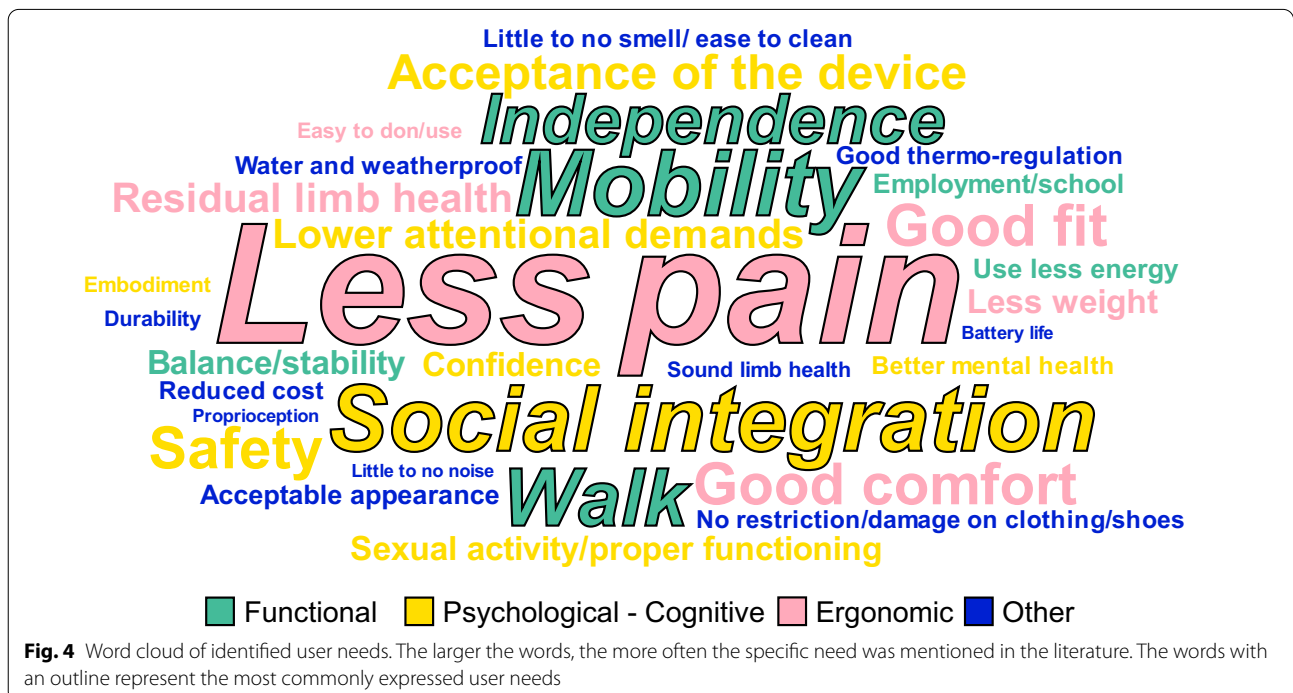 Little to no smell/ ease to clean
Acceptance of the device
Independence
Easy to don/use
Water and weatherproof
Mobility
Good thermo-regulation
Employment/school
Residual limb health
Lower attentional demands
Good fit
Less pain
Use less energy
Embodiment
Less weight
Durability
Battery life
Balance/stability
Confidence
Sound limb health
Better mental health
Reduced cost
Proprioception
Social integration
Safety
Little to no noise
Acceptable appearance
Walk
Good comfort
No restriction/damage on clothing/shoes
Sexual activity/proper functioning
Functional Psychological - Cognitive Ergonomic Other
Fig. 4 Word cloud of identified user needs. The larger the words, the more often the specific need was mentioned in the literature. The words with
an outline represent the most commonly expressed user needs